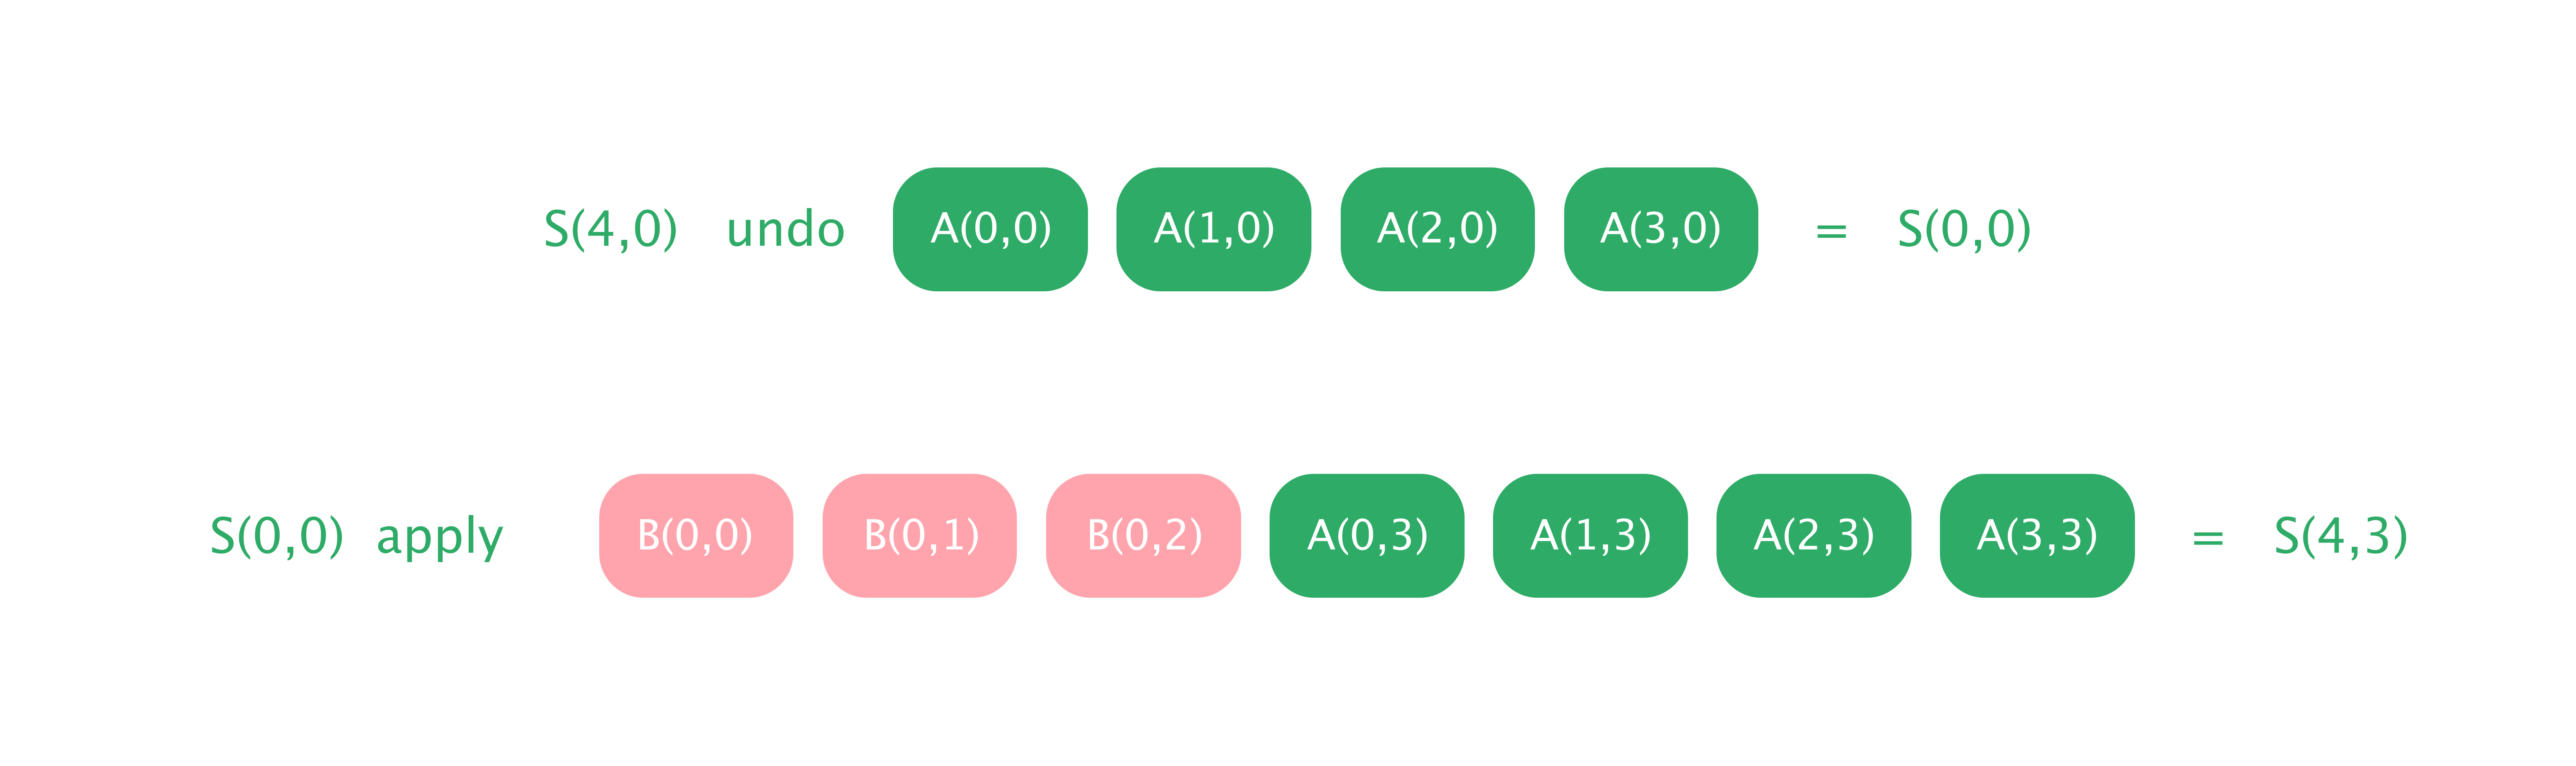 S(4,0) undo A(0,0) A(1,0) A(2,0) A(3,0) = S(0,0)
S(0,0) apply B(0,0) B(0,1) B(0,2) A(0,3) A(1,3) A(2,3) A(3,3) = S(4,3)